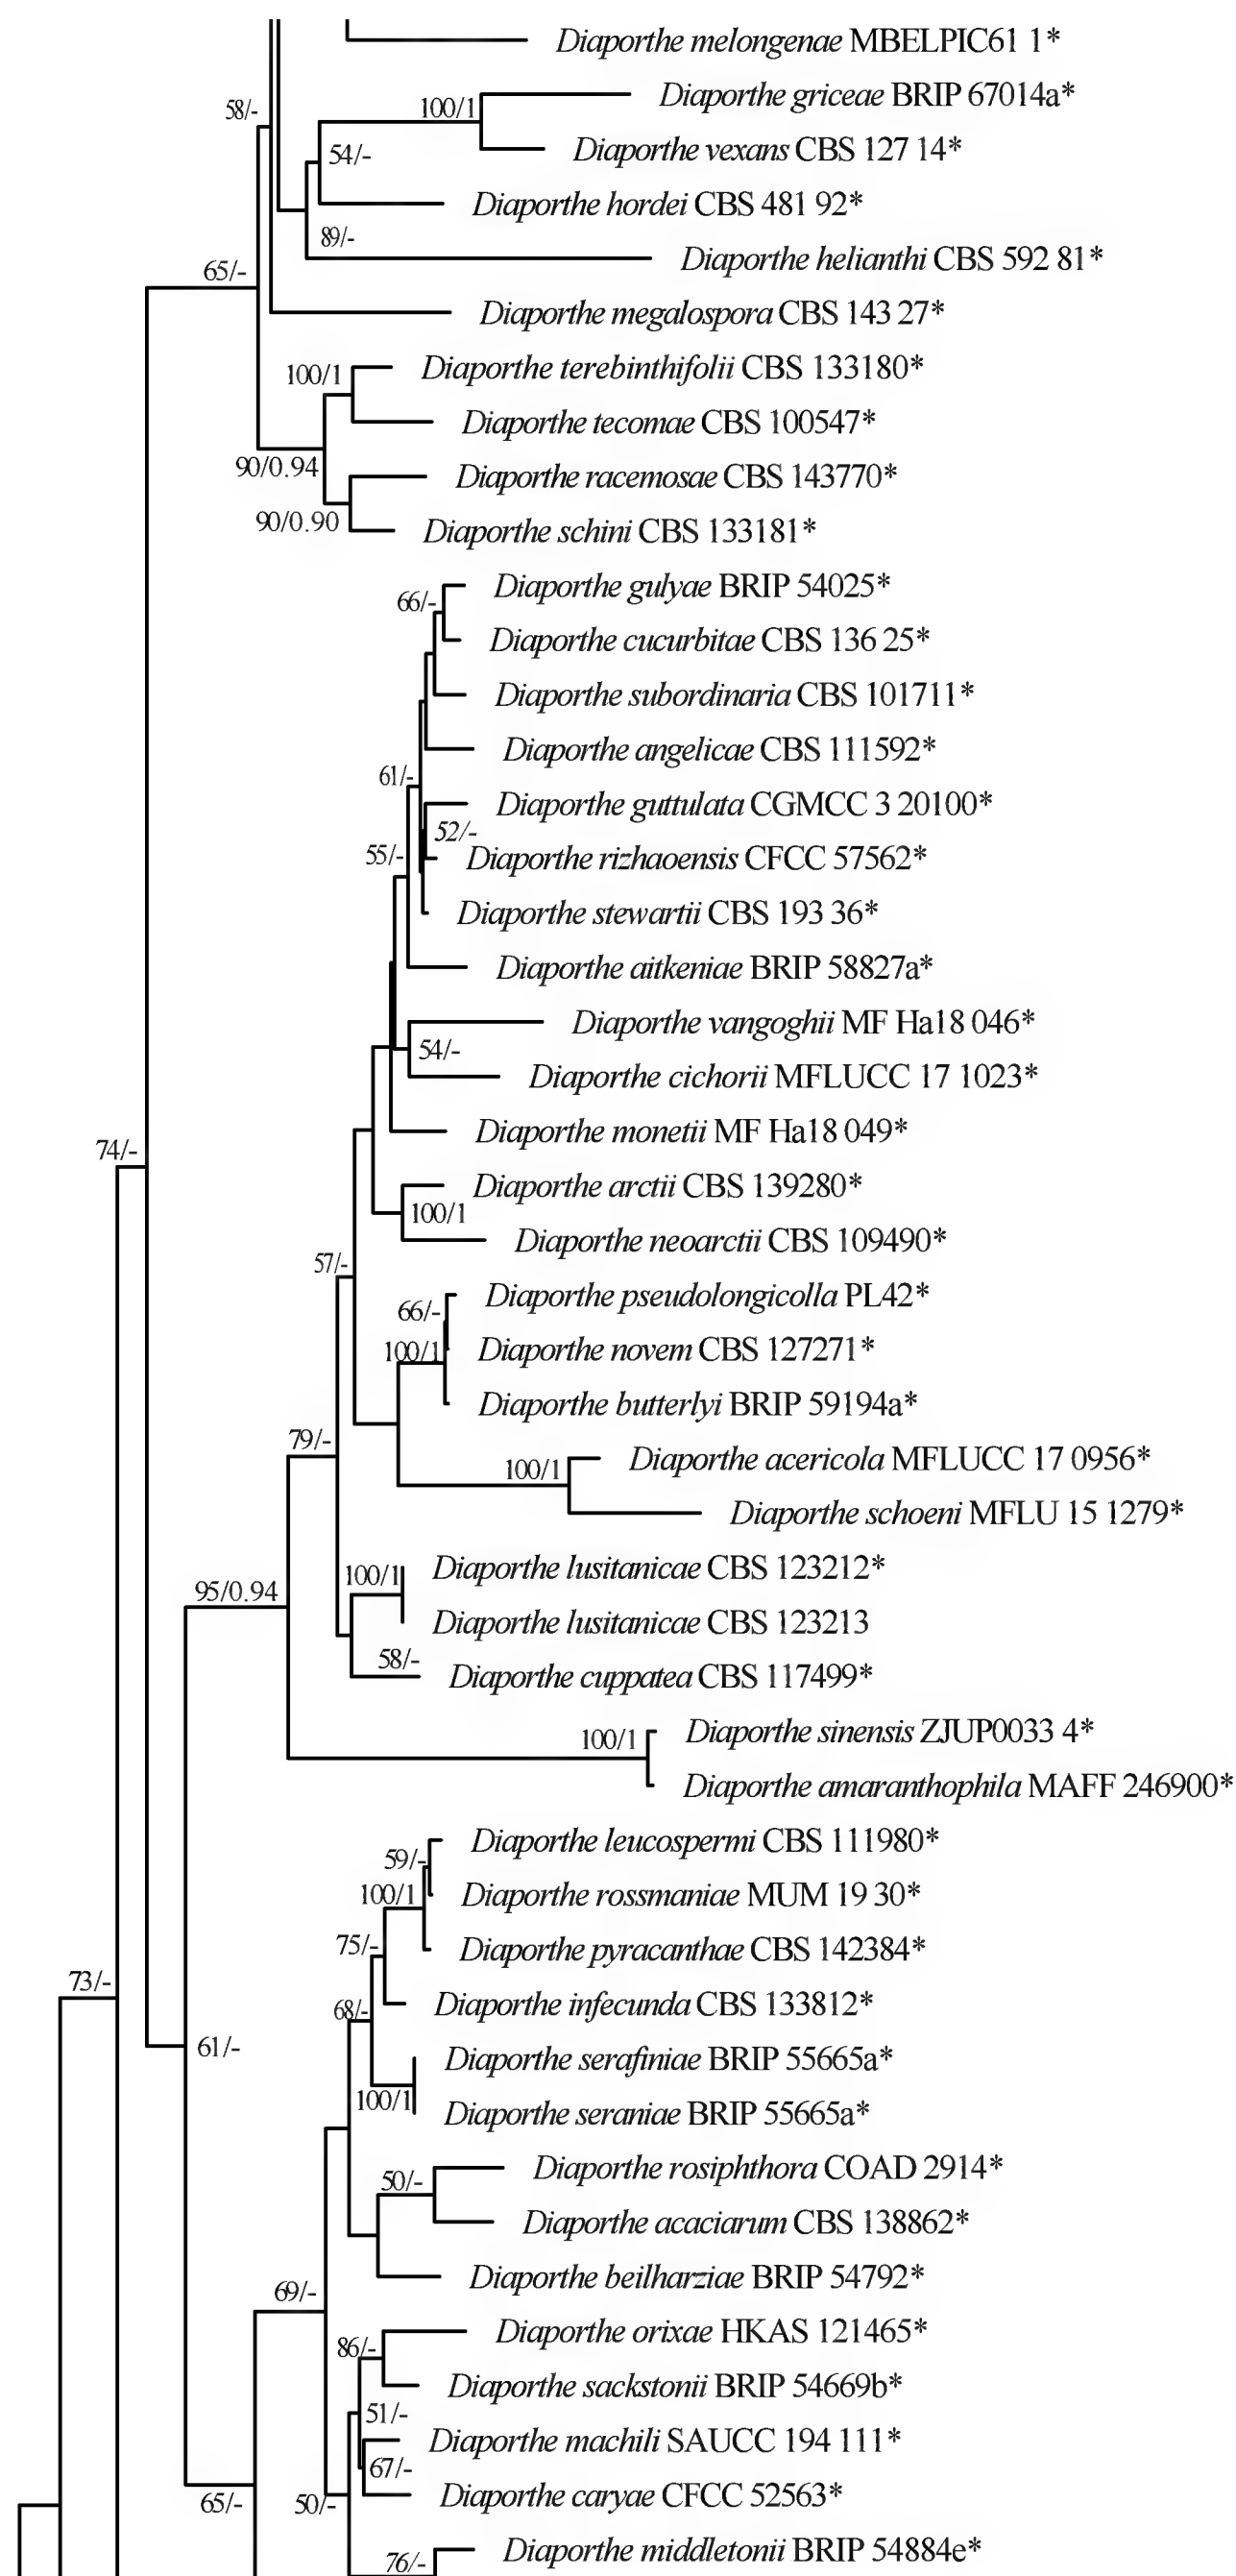 Diaporthe melongenae MBELPIC61 1*
Diaporthe griceae BRIP 67014a*
58/-
100/1
Diaporthe vexans CBS 127 14*
54/-
Diaporthe hordei CBS 481 92*
89/-
Diaporthe helianthi CBS 592 81*
65/-
Diaporthe megalospora CBS 143 27*
Diaporthe terebinthifolii CBS 133180*
100/1
Diaporthe tecomae CBS 100547*
90/0.94
Diaporthe racemosae CBS 143770*
90/0.90
Diaporthe schini CBS 133181*
Diaporthe gulyae BRIP 54025*
66/-
Diaporthe cucurbitae CBS 136 25*
Diaporthe subordinaria CBS 101711*
Diaporthe angelicae CBS 111592*
61/-
Diaporthe guttulata CGMCC 3 20100*
52/-
55/-
Diaporthe rizhaoensis CFCC 57562*
Diaporthe stewartii CBS 193 36*
Diaporthe aitkeniae BRIP 58827a*
Diaporthe vangoghii MF Ha18 046*
54/-
Diaporthe cichorii MFLUCC 17 1023*
Diaporthe monetii MF Ha18 049*
74/-
Diaporthe arctii CBS 139280*
100/1
Diaporthe neoarctii CBS 109490*
57/-
Diaporthe pseudolongicolla PL42*
66/-
100/1
Diaporthe novem CBS 127271*
Diaporthe butterlyi BRIP 59194a*
79/-
Diaporthe acericola MFLUCC 17 0956*
100/1
Diaporthe schoeni MFLU 15 1279*
Diaporthe lusitanicae CBS 123212*
100/1
95/0.94
Diaporthe lusitanicae CBS 123213
58/-
Diaporthe cuppatea CBS 117499*
Diaporthe sinensis ZJUP0033 4*
100/1
Diaporthe amaranthophila MAFF 246900*
Diaporthe leucospermi CBS 111980*
59/-
100/1
Diaporthe rossmaniae MUM 19 30*
75/-
Diaporthe pyracanthae CBS 142384*
73/-
68/-
Diaporthe infecunda CBS 133812*
61/-
Diaporthe serafiniae BRIP 55665a*
100/1
Diaporthe seraniae BRIP 55665a*
Diaporthe rosiphthora COAD 2914*
50/-
Diaporthe acaciarum CBS 138862*
Diaporthe beilharziae BRIP 54792*
69/-
Diaporthe orixae HKAS 121465*
86/-
Diaporthe sackstonii BRIP 54669b*
51/-
Diaporthe machili SAUCC 194 111*
67/-
Diaporthe caryae CFCC 52563*
65/-
50/-
Diaporthe middletonii BRIP 54884e*
76/-